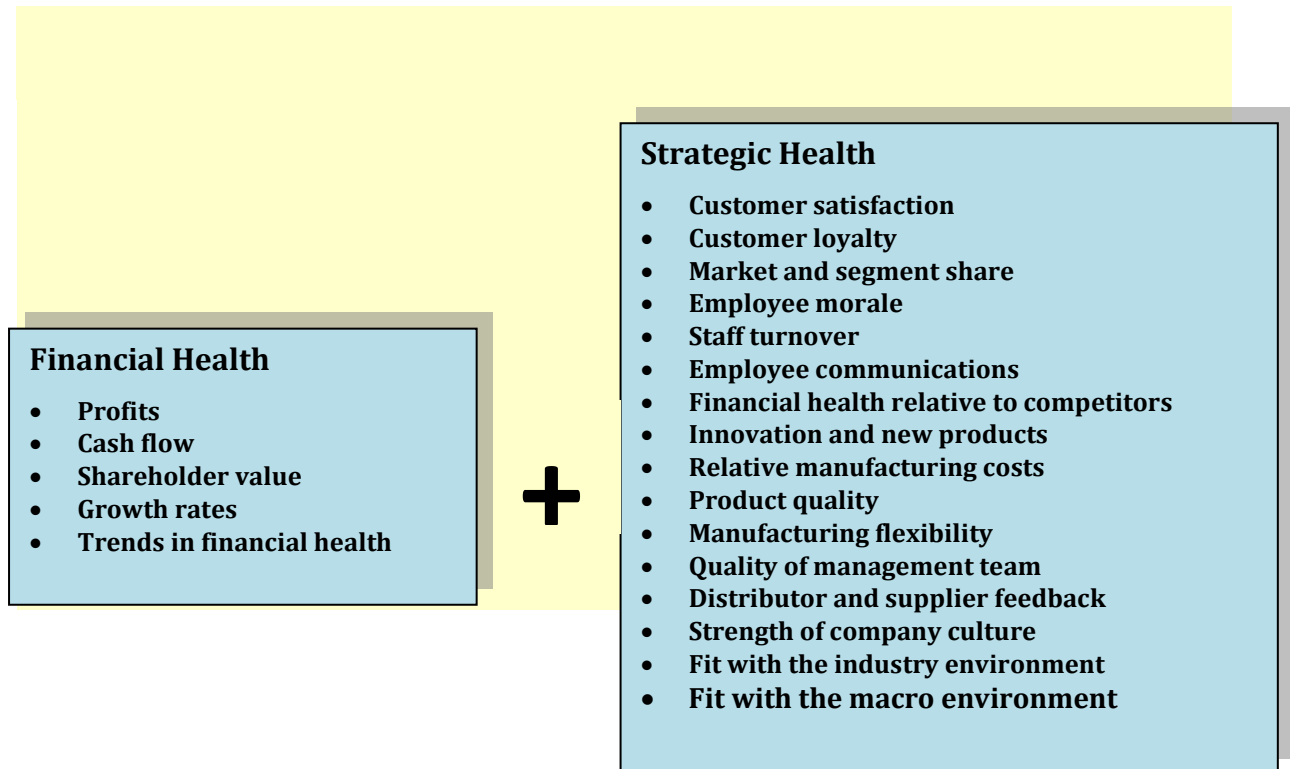 Financial Health
• Profits
• Cash flow
• Shareholder value
• Growth rates
• Trends in financial health
+
Strategic Health
• Customer satisfaction
• Customer loyalty
• Market and segment share
• Employee morale
• Staff turnover
• Employee communications
• Financial health relative to competitors
• Innovation and new products
• Relative manufacturing costs
• Product quality
• Manufacturing flexibility
• Quality of management team
• Distributor and supplier feedback
• Strength of company culture
• Fit with the industry environment
• Fit with the macro environment